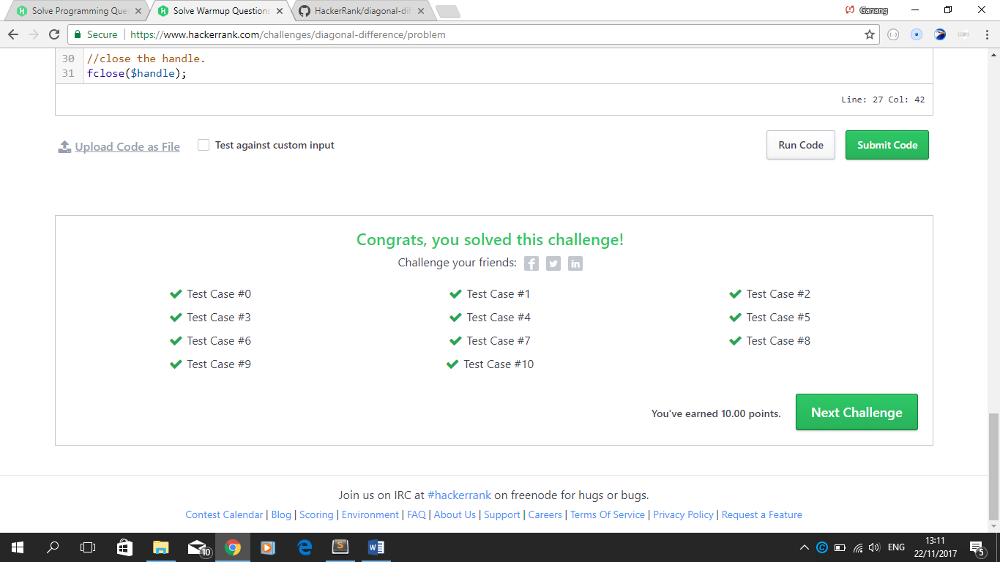 Solve Programming Que
Solve Warmup Questions
HackerRank/diagonal-dif
Ganang
Secure
https://www.hackerrank.com/challenges/diagonal-difference/problem
30 //close the handle.
31 fclose($handle);
Line: 27 Col: 42
Upload Code as File
Test against custom input
Run Code
Submit Code
Congrats, you solved this challenge!
Challenge your friends:
Test Case #0 Test Case #1 Test Case #2
Test Case #3 Test Case #4 Test Case #5
Test Case #6 Test Case #7 Test Case #8
Test Case #9 Test Case #10
You've earned 10.00 points.
Next Challenge
Join us on IRC at #hackerrank on freenode for hugs or bugs.
Contest Calendar | Blog | Scoring | Environment | FAQ | About Us | Support | Careers | Terms Of Service | Privacy Policy | Request a Feature
10
ENG
13:11
22/11/2017
5